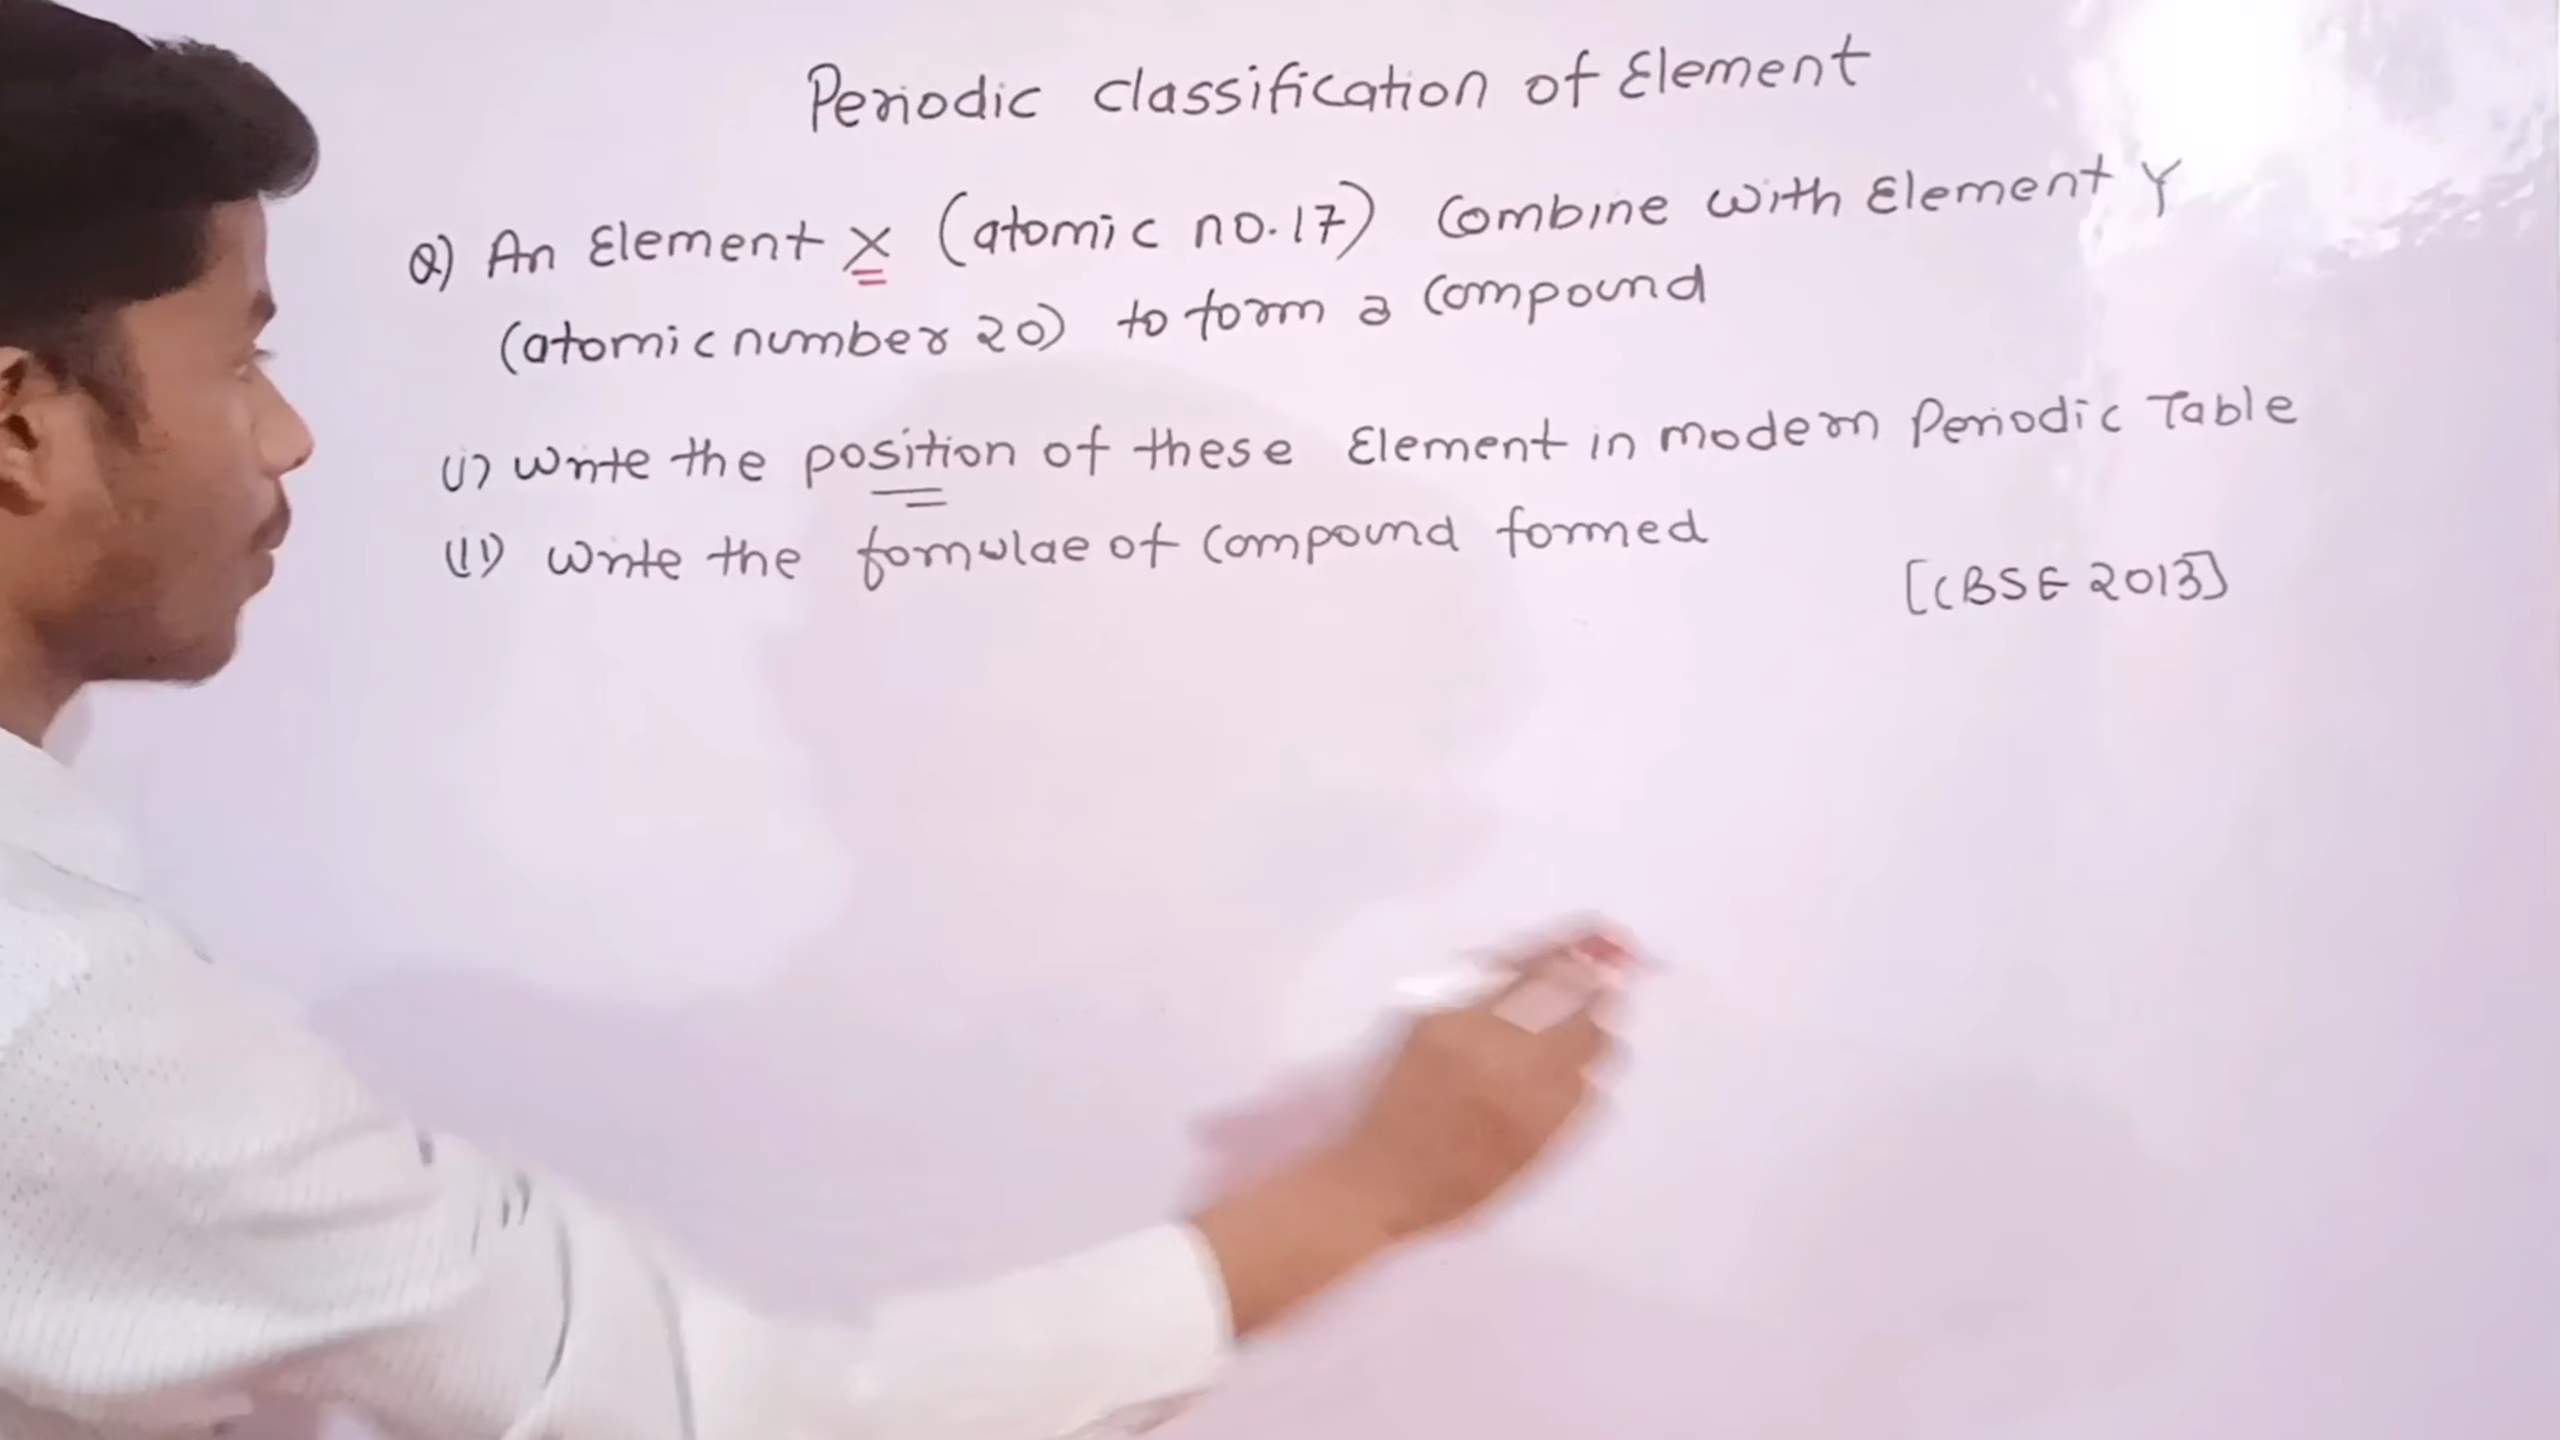 Periodic classification of Element
Q) An Element X (atomic no. 17) Combine with Element Y
(atomic number 20) to form a Compound
(i) Write the position of these Element in modern Periodic Table
(ii) Write the formulae of Compound formed
[CBSE 2013]